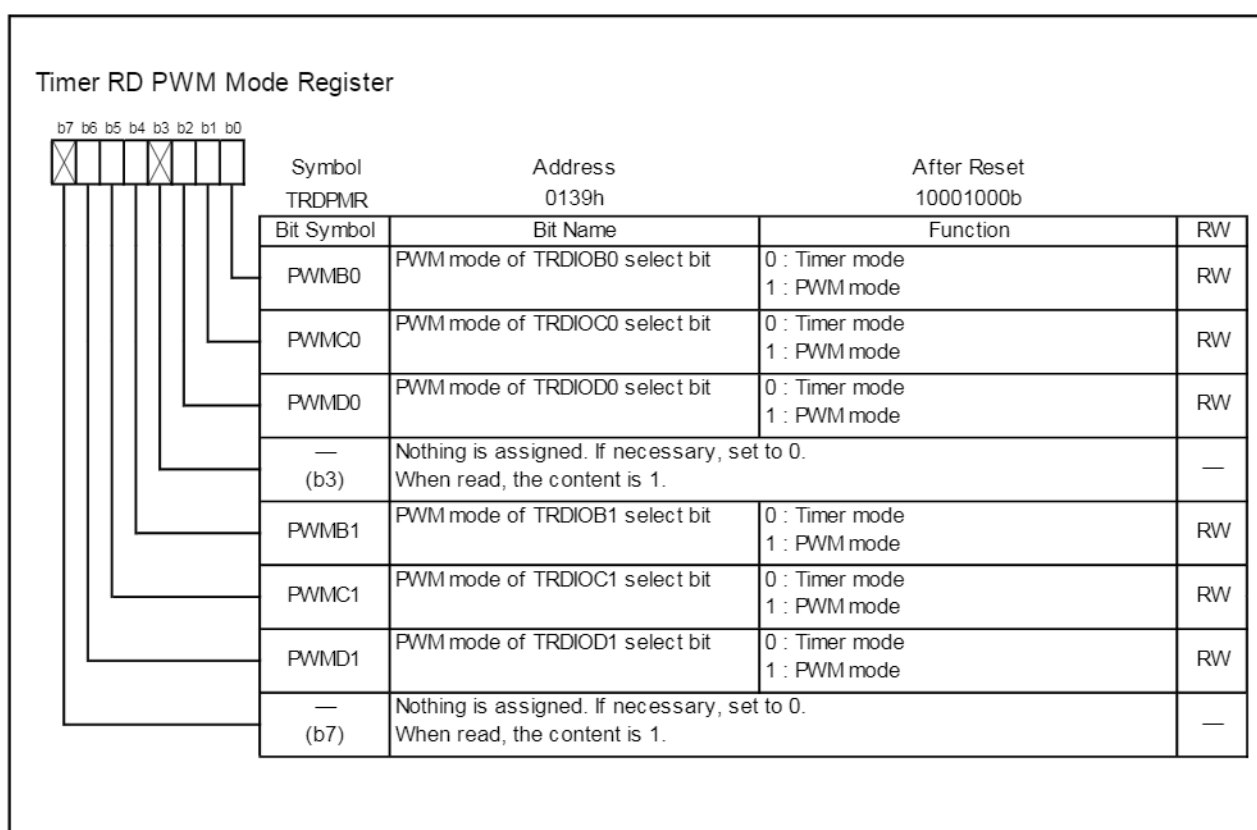 Timer RD PWM Mode Register
b7 b6 b5 b4 b3 b2 b1 b0
Symbol Address After Reset
TRDPMR 0139h 10001000b
Bit Symbol Bit Name Function RW
PWMB0 PWM mode of TRDIOB0 select bit 0 : Timer mode RW
1 : PWM mode
PWMC0 PWM mode of TRDIOC0 select bit 0 : Timer mode RW
1 : PWM mode
PWMD0 PWM mode of TRDIOD0 select bit 0 : Timer mode RW
1 : PWM mode
— Nothing is assigned. If necessary, set to 0. —
(b3) When read, the content is 1.
PWMB1 PWM mode of TRDIOB1 select bit 0 : Timer mode RW
1 : PWM mode
PWMC1 PWM mode of TRDIOC1 select bit 0 : Timer mode RW
1 : PWM mode
PWMD1 PWM mode of TRDIOD1 select bit 0 : Timer mode RW
1 : PWM mode
— Nothing is assigned. If necessary, set to 0. —
(b7) When read, the content is 1.